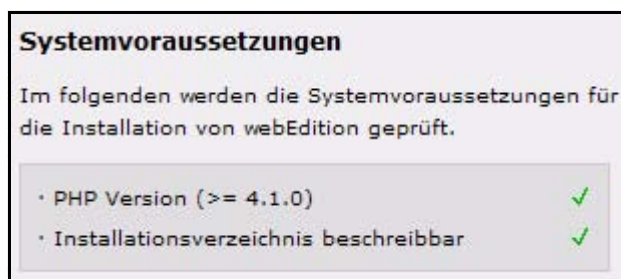 Systemvoraussetzungen
Im folgenden werden die Systemvoraussetzungen für
die Installation von webEdition geprüft.
· PHP Version (>= 4.1.0) ✓
· Installationsverzeichnis beschreibbar ✓